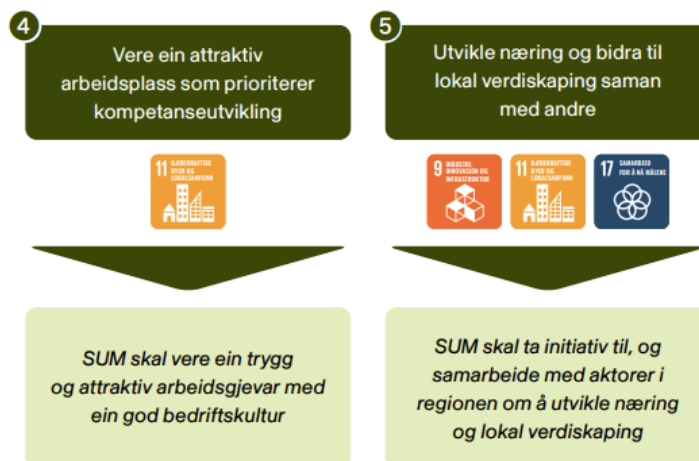 4
Vere ein attraktiv
arbeidsplass som prioriterer
kompetanseutvikling
11 BÆREKRAFTIGE
BYER OG
LOKALSAMFUNN
SUM skal vere ein trygg
og attraktiv arbeidsgjevar med
ein god bedriftskultur
5
Utvikle næring og bidra til
lokal verdiskaping saman
med andre
9 INDUSTRI,
INNOVASJON OG
INFRASTRUKTUR
11 BÆREKRAFTIGE
BYER OG
LOKALSAMFUNN
17 SAMARBEID
FOR Å NÅ MÅLENE
SUM skal ta initiativ til, og
samarbeide med aktorer i
regionen om å utvikle næring
og lokal verdiskaping